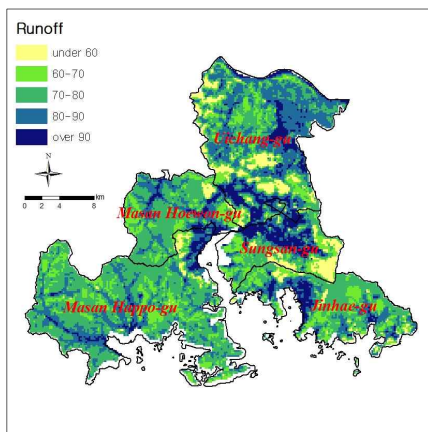 Runoff
under 60
60-70
70-80
80-90
over 90
N
0 2 4 8
km
Uichang-gu
Masan Hoewon-gu
Sungsan-gu
Masan Happo-gu
Jinhae-gu